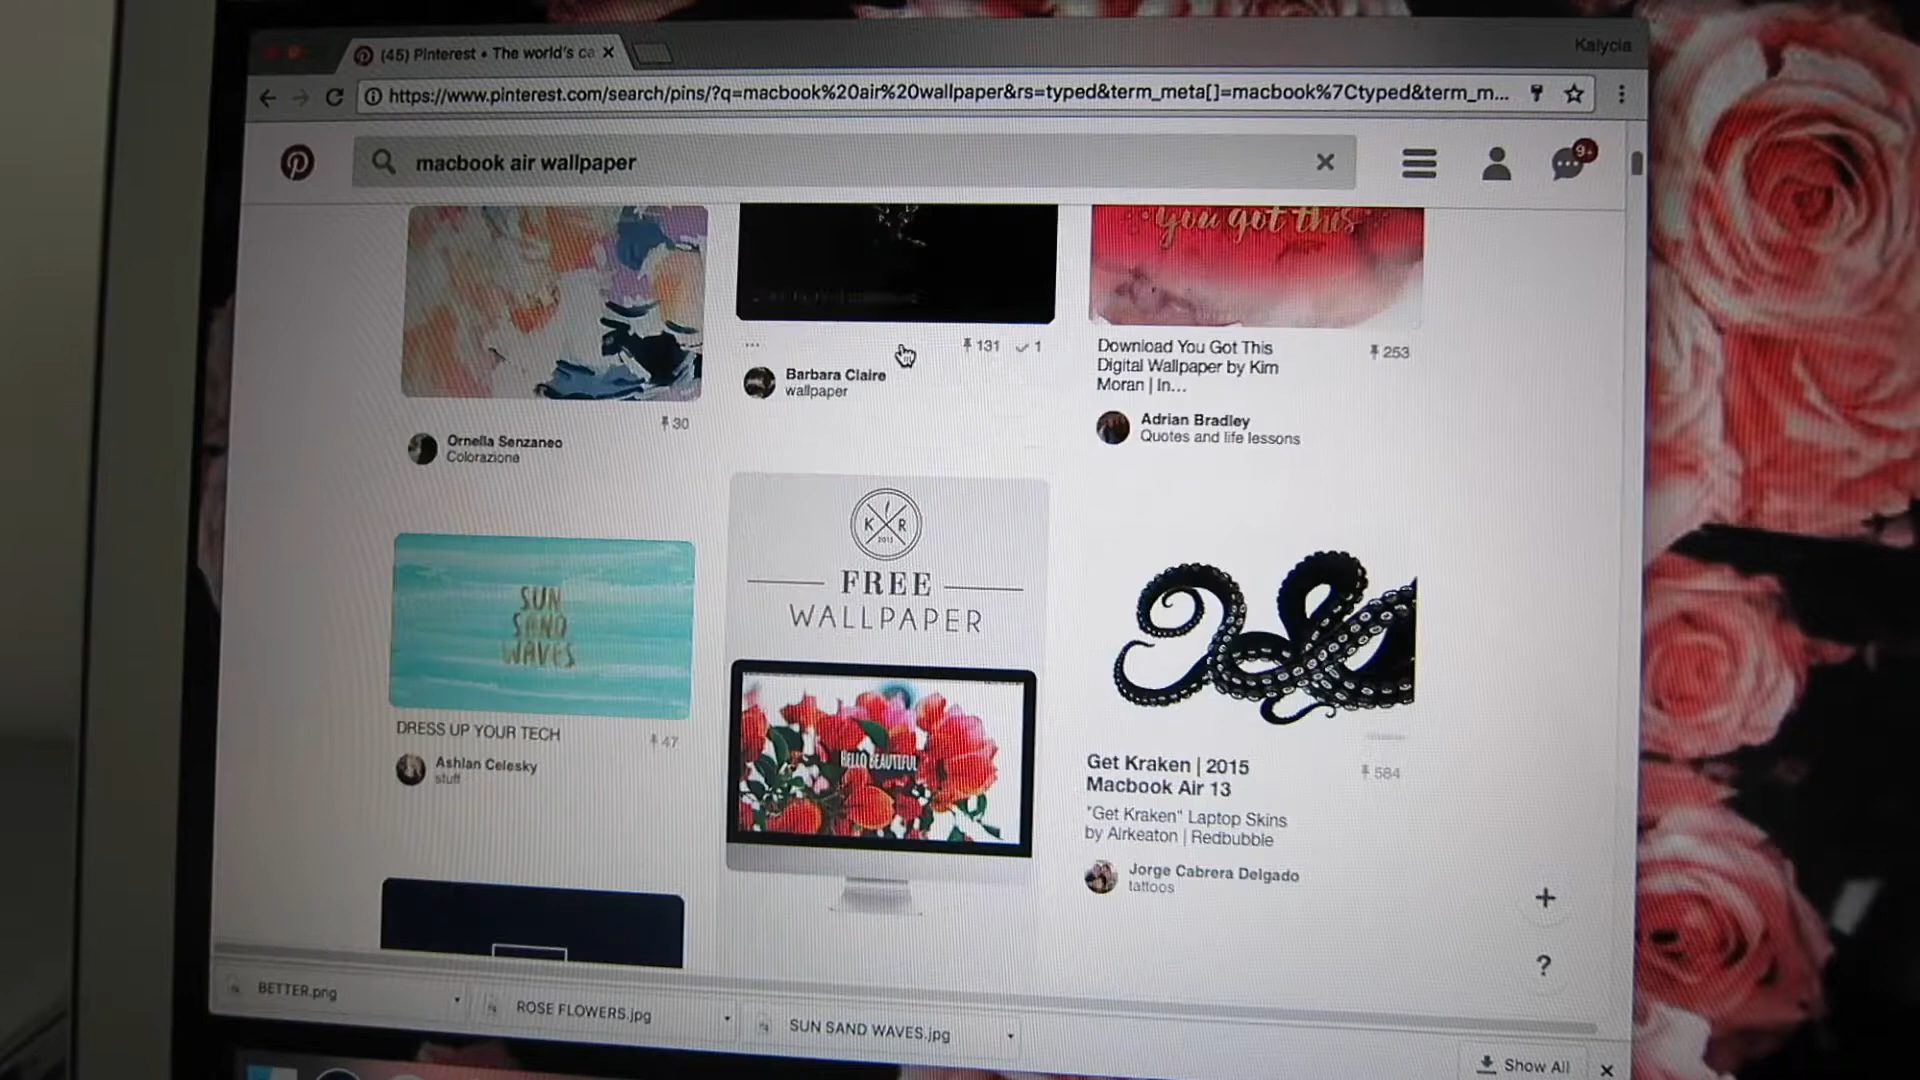 (45) Pinterest • The world's ca
Kalycia
https://www.pinterest.com/search/pins/?q=macbook%20air%20wallpaper&rs=typed&term_meta[]=macbook%7Ctyped&term_m...
macbook air wallpaper
9+
you got this
...
131
1
Barbara Claire
wallpaper
Download You Got This
Digital Wallpaper by Kim
Moran | In...
253
Adrian Bradley
Quotes and life lessons
30
Ornella Senzaneo
Colorazione
K R
2013
FREE
WALLPAPER
HELLO BEAUTIFUL
SUN
SAND
WAVES
DRESS UP YOUR TECH
47
Ashlan Celesky
stuff
Get Kraken | 2015
Macbook Air 13
584
"Get Kraken" Laptop Skins
by Airkeaton | Redbubble
Jorge Cabrera Delgado
tattoos
+
?
BETTER.png
ROSE FLOWERS.jpg
SUN SAND WAVES.jpg
Show All